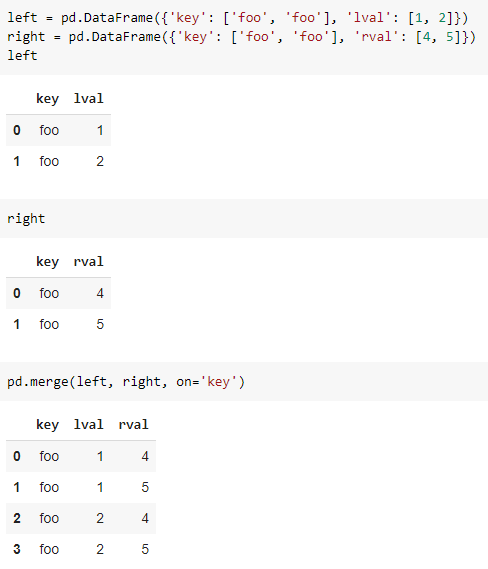 left = pd.DataFrame({'key': ['foo', 'foo'], 'lval': [1, 2]})
right = pd.DataFrame({'key': ['foo', 'foo'], 'rval': [4, 5]})
left
key lval
0 foo 1
1 foo 2
right
key rval
0 foo 4
1 foo 5
pd.merge(left, right, on='key')
key lval rval
0 foo 1 4
1 foo 1 5
2 foo 2 4
3 foo 2 5